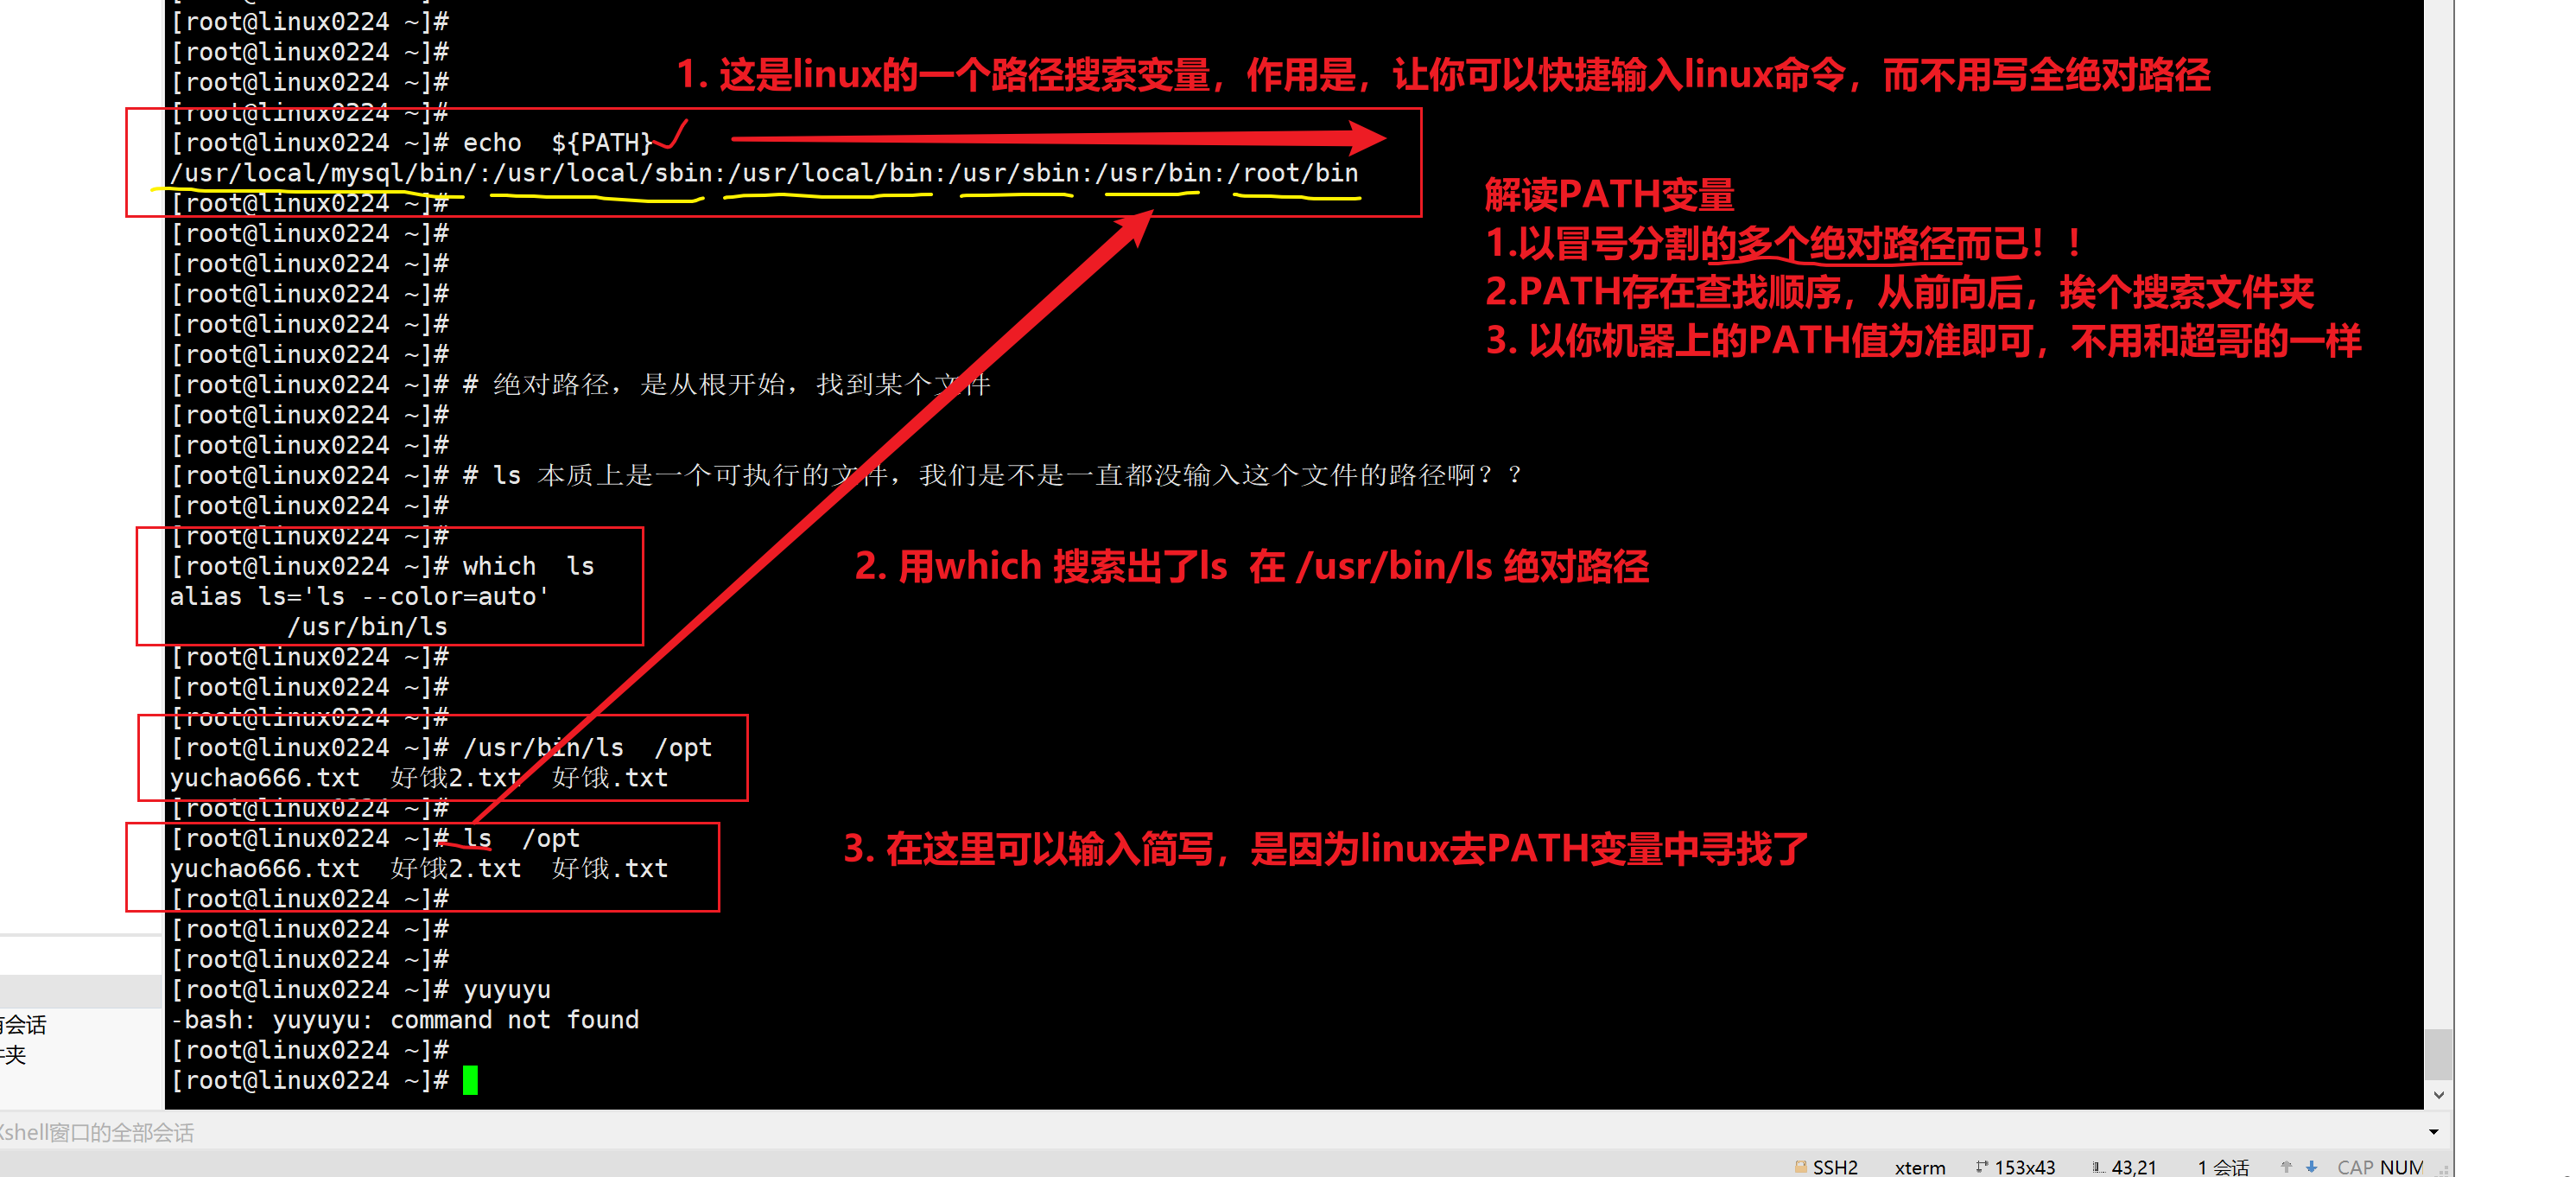 [root@linux0224 ~]#
[root@linux0224 ~]#
[root@linux0224 ~]#
1. 这是linux的一个路径搜索变量，作用是，让你可以快捷输入linux命令，而不用写全绝对路径
[root@linux0224 ~]#
[root@linux0224 ~]# echo  ${PATH}
/usr/local/mysql/bin/:/usr/local/sbin:/usr/local/bin:/usr/sbin:/usr/bin:/root/bin
[root@linux0224 ~]#
解读PATH变量
1.以冒号分割的多个绝对路径而已！！
2.PATH存在查找顺序，从前向后，挨个搜索文件夹
3. 以你机器上的PATH值为准即可，不用和超哥的一样
[root@linux0224 ~]#
[root@linux0224 ~]#
[root@linux0224 ~]#
[root@linux0224 ~]#
[root@linux0224 ~]#
[root@linux0224 ~]# # 绝对路径，是从根开始，找到某个文件
[root@linux0224 ~]#
[root@linux0224 ~]#
[root@linux0224 ~]# # ls 本质上是一个可执行的文件，我们是不是一直都没输入这个文件的路径啊？？
[root@linux0224 ~]#
[root@linux0224 ~]#
[root@linux0224 ~]# which  ls
alias ls='ls --color=auto'
/usr/bin/ls
2. 用which 搜索出了ls  在 /usr/bin/ls 绝对路径
[root@linux0224 ~]#
[root@linux0224 ~]#
[root@linux0224 ~]#
[root@linux0224 ~]# /usr/bin/ls  /opt
yuchao666.txt  好饿2.txt  好饿.txt
[root@linux0224 ~]#
[root@linux0224 ~]# ls  /opt
yuchao666.txt  好饿2.txt  好饿.txt
3. 在这里可以输入简写，是因为linux去PATH变量中寻找了
[root@linux0224 ~]#
[root@linux0224 ~]#
[root@linux0224 ~]#
[root@linux0224 ~]# yuyuyu
-bash: yuyuyu: command not found
[root@linux0224 ~]#
[root@linux0224 ~]#
会话
夹
shell窗口的全部会话
SSH2  xterm  153x43  43,21  1 会话  CAP NUM